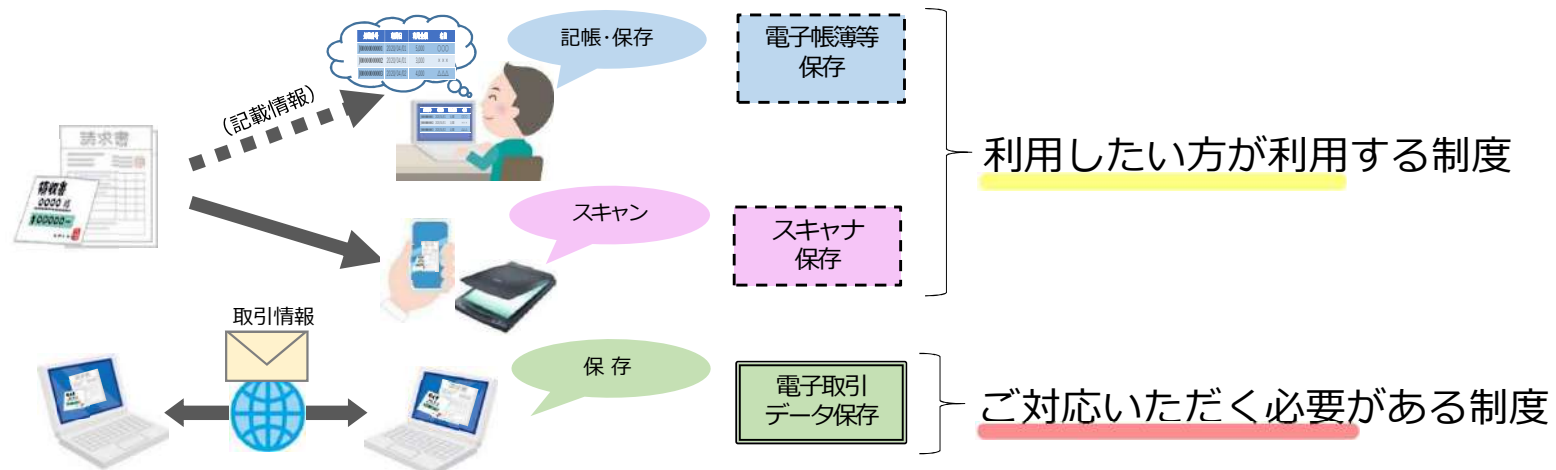 記帳・保存
電子帳簿等
保存
(記載情報)
請求書
領収書
利用したい方が利用する制度
スキャン
スキャナ
保存
取引情報
保存
電子取引
データ保存
ご対応いただく必要がある制度